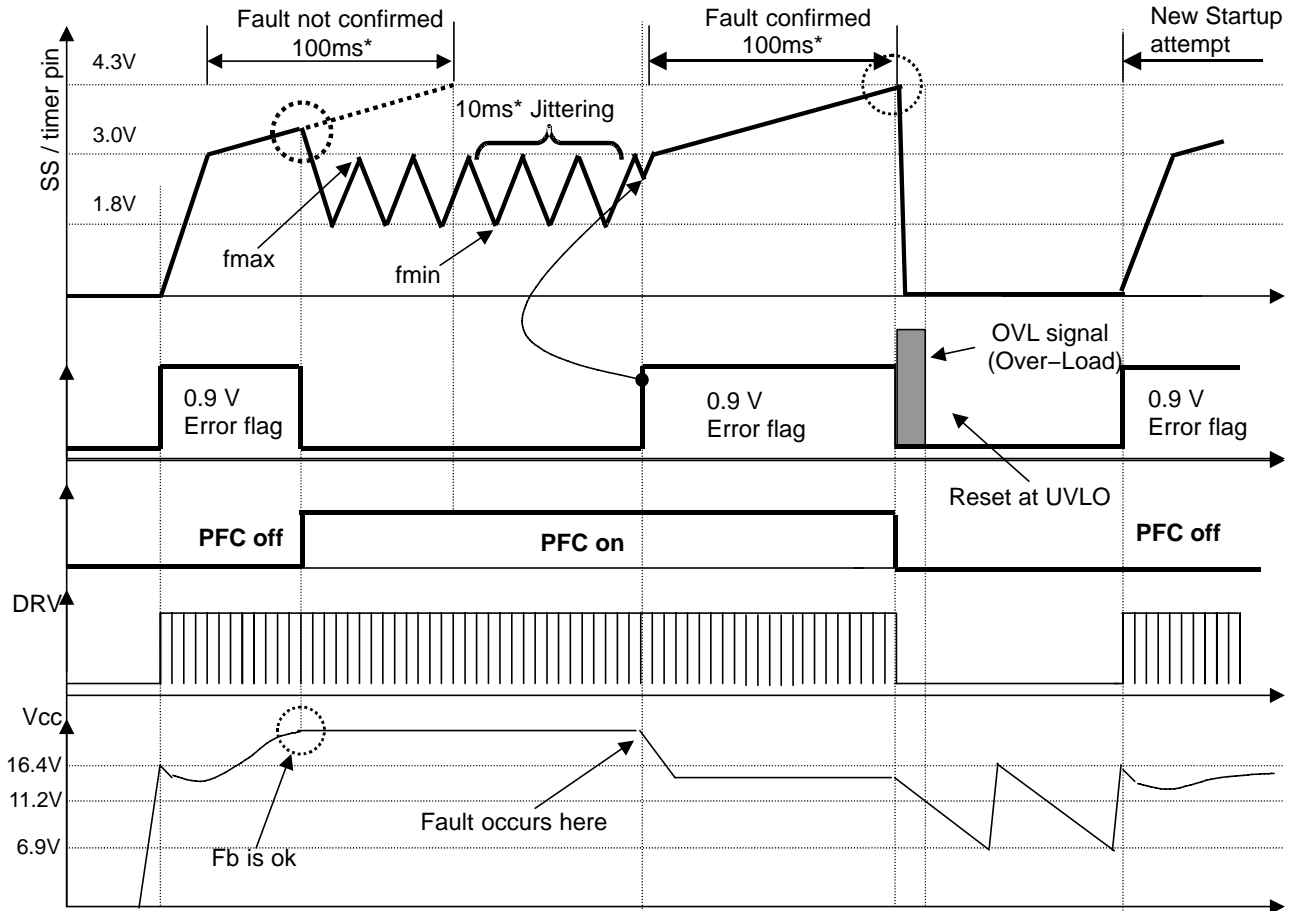 Fault not confirmed
100ms*
Fault confirmed
100ms*
New Startup
attempt
SS / timer pin
4.3V
3.0V
1.8V
10ms* Jittering
fmax
fmin
OVL signal
(Over–Load)
0.9 V
Error flag
0.9 V
Error flag
0.9 V
Error flag
Reset at UVLO
PFC off
PFC on
PFC off
DRV
Vcc
16.4V
11.2V
6.9V
Fault occurs here
Fb is ok